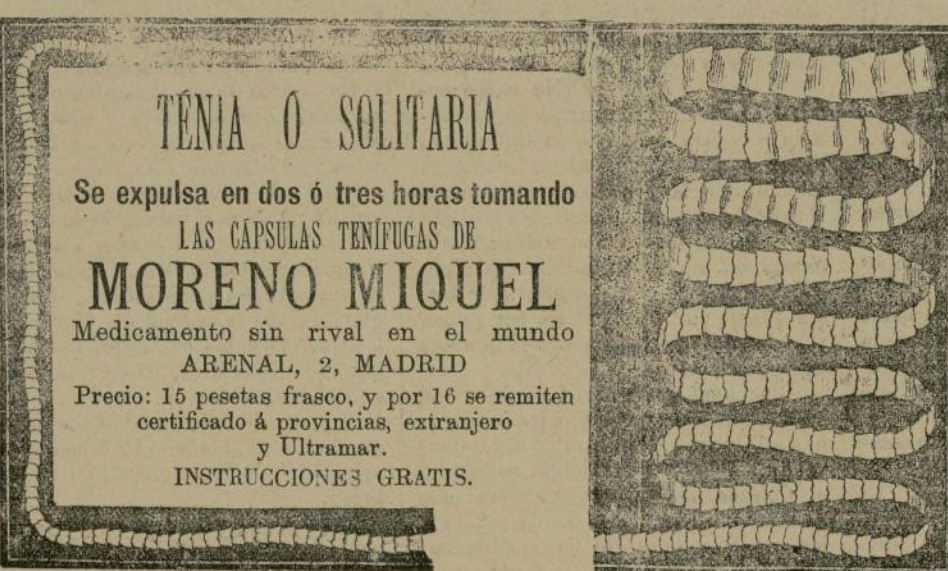 TÉNIA Ó SOLITARIA
Se expulsa en dos ó tres horas tomando
LAS CÁPSULAS TENÍFUGAS DE
MORENO MIQUEL
Medicamento sin rival en el mundo
ARENAL, 2, MADRID
Precio: 15 pesetas frasco, y por 16 se remiten
certificado á provincias, extranjero
y Ultramar.
INSTRUCCIONES GRATIS.